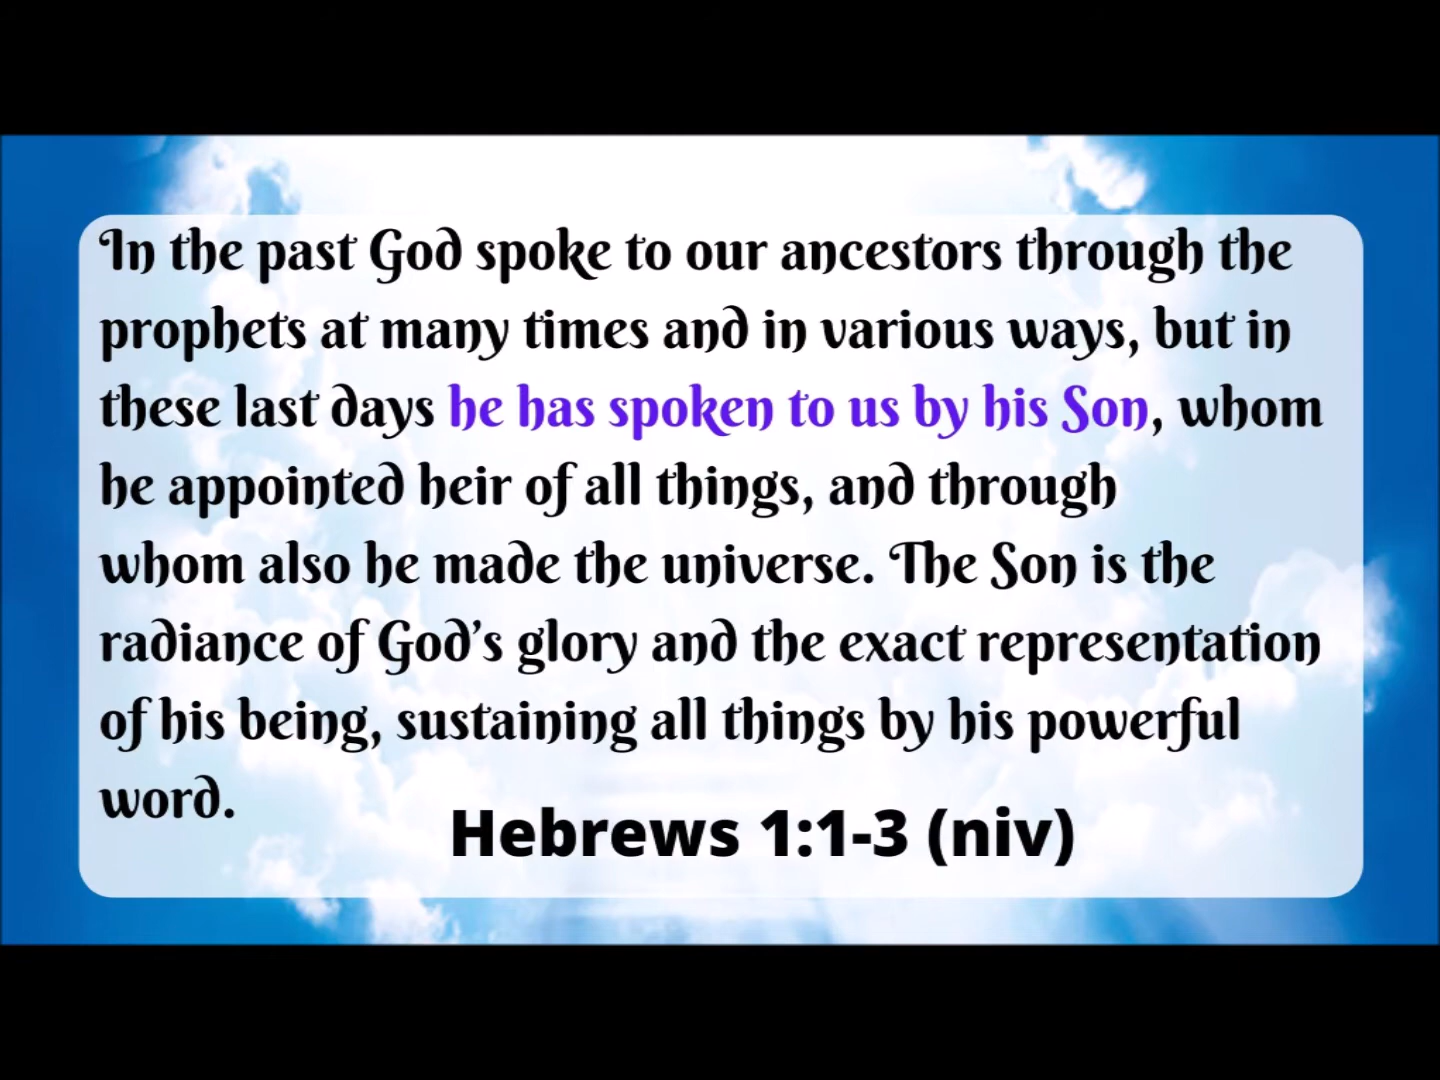 In the past God spoke to our ancestors through the
prophets at many times and in various ways, but in
these last days he has spoken to us by his Son, whom
he appointed heir of all things, and through
whom also he made the universe. The Son is the
radiance of God’s glory and the exact representation
of his being, sustaining all things by his powerful
word.
Hebrews 1:1-3 (niv)